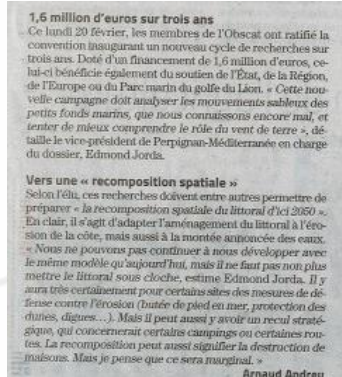 1,6 million d'euros sur trois ans
Ce lundi 20 février, les membres de l'Obscat ont ratifié la
convention inaugurant un nouveau cycle de recherches sur
trois ans. Doté d'un financement de 1,6 million d'euros, ce-
lui-ci bénéficie également du soutien de l'État, de la Région,
de l'Europe ou du Parc marin du golfe du Lion. « Cette nou-
velle campagne doit analyser les mouvements sableux des
petits fonds marins, que nous connaissons encore mal, et
tenter de mieux comprendre le rôle du vent de terre », dé-
taille le vice-président de Perpignan-Méditerranée en charge
du dossier, Edmond Jorda.
Vers une « recomposition spatiale »
Selon l'élu, ces recherches doivent entre autres permettre de
préparer « la recomposition spatiale du littoral d'ici 2050 ».
En clair, il s'agit d'adapter l'aménagement du littoral à l'éro-
sion de la côte, mais aussi à la montée annoncée des eaux.
« Nous ne pouvons pas continuer à nous développer avec
le même modèle qu'aujourd'hui, mais il ne faut pas non plus
mettre le littoral sous cloche, estime Edmond Jorda. Il y
aura très certainement pour certains sites des mesures de dé-
fense contre l'érosion (butée de pied en mer, protection des
dunes, digues…). Mais il peut aussi y avoir un recul straté-
gique, qui concernerait certains campings ou certaines rou-
tes. La recomposition peut aussi signifier la destruction de
maisons. Mais je pense que ce sera marginal. »
Arnaud Andreu